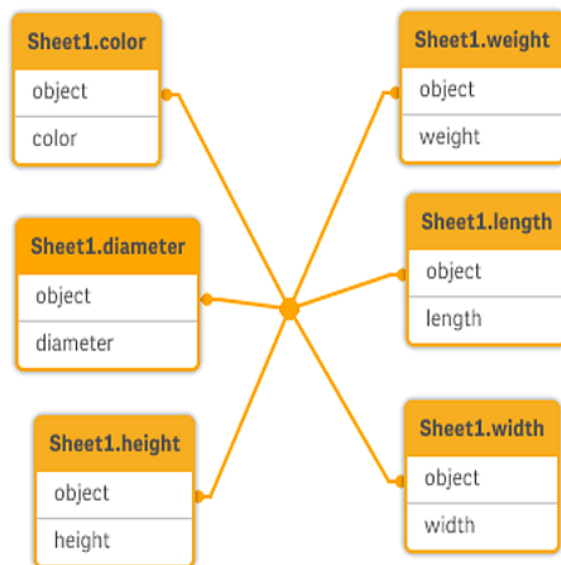 Sheet1.color
object
color
Sheet1.diameter
object
diameter
Sheet1.height
object
height
Sheet1.weight
object
weight
Sheet1.length
object
length
Sheet1.width
object
width